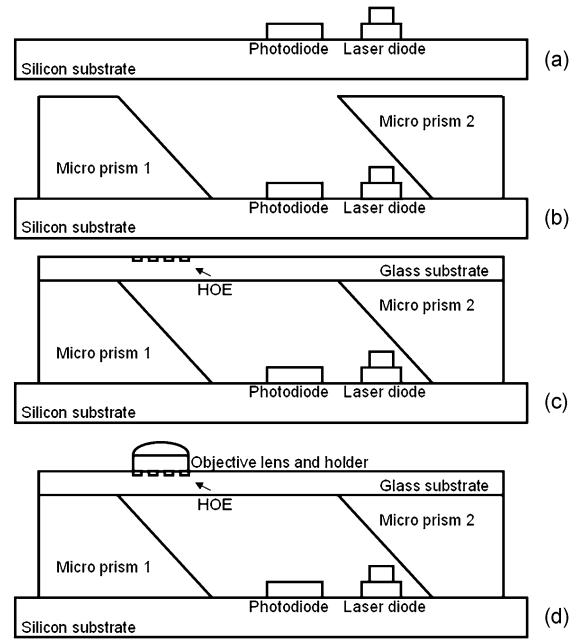 Photodiode Laser diode
Silicon substrate
(a)
Micro prism 2
Micro prism 1
Photodiode Laser diode
Silicon substrate
(b)
Glass substrate
HOE
Micro prism 2
Micro prism 1
Photodiode Laser diode
Silicon substrate
(c)
Objective lens and holder
Glass substrate
HOE
Micro prism 2
Micro prism 1
Photodiode Laser diode
Silicon substrate
(d)